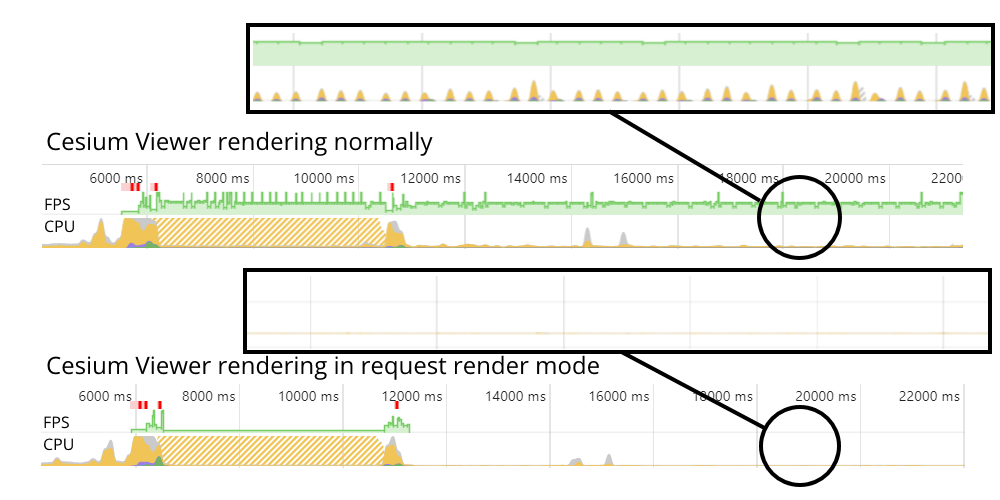 Cesium Viewer rendering normally
6000 ms 8000 ms 10000 ms 12000 ms 14000 ms 16000 ms 18000 ms 20000 ms 2200
FPS
CPU
Cesium Viewer rendering in request render mode
6000 ms 8000 ms 10000 ms 12000 ms 14000 ms 16000 ms 18000 ms 20000 ms 22000 ms
FPS
CPU